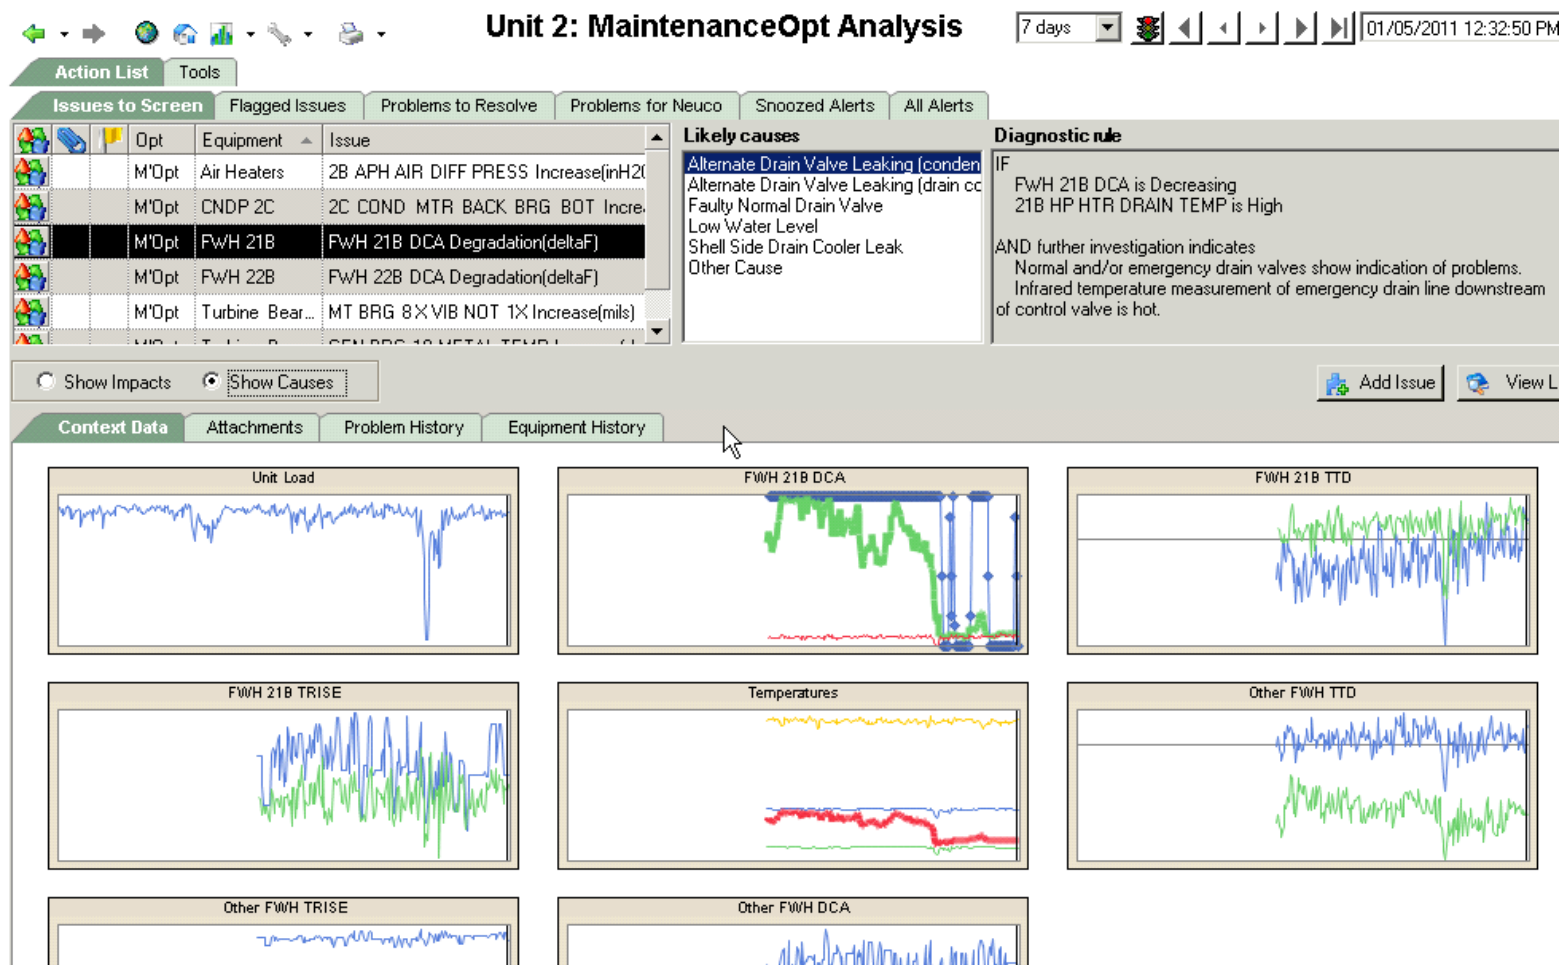 Unit 2: MaintenanceOpt Analysis
7 days
01/05/2011 12:32:50 PM
Action List
Tools
Issues to Screen
Flagged Issues
Problems to Resolve
Problems for Neuco
Snoozed Alerts
All Alerts
Opt
Equipment
Issue
M'Opt Air Heaters 2B APH AIR DIFF PRESS Increase(inH20
M'Opt CNDP 2C 2C COND MTR BACK BRG BOT Incre
M'Opt FWH 21B FWH 21B DCA Degradation(deltaF)
M'Opt FWH 22B FWH 22B DCA Degradation(deltaF)
M'Opt Turbine Bear... MT BRG 8X VIB NOT 1X Increase(mils)
Likely causes
Alternate Drain Valve Leaking (conden
Alternate Drain Valve Leaking (drain cc
Faulty Normal Drain Valve
Low Water Level
Shell Side Drain Cooler Leak
Other Cause
Diagnostic rule
IF
FWH 21B DCA is Decreasing
21B HP HTR DRAIN TEMP is High
AND further investigation indicates
Normal and/or emergency drain valves show indication of problems.
Infrared temperature measurement of emergency drain line downstream
of control valve is hot.
Show Impacts
Show Causes
Add Issue
View L
Context Data
Attachments
Problem History
Equipment History
Unit Load
FWH 21B DCA
FWH 21B TTD
FWH 21B TRISE
Temperatures
Other FWH TTD
Other FWH TRISE
Other FWH DCA